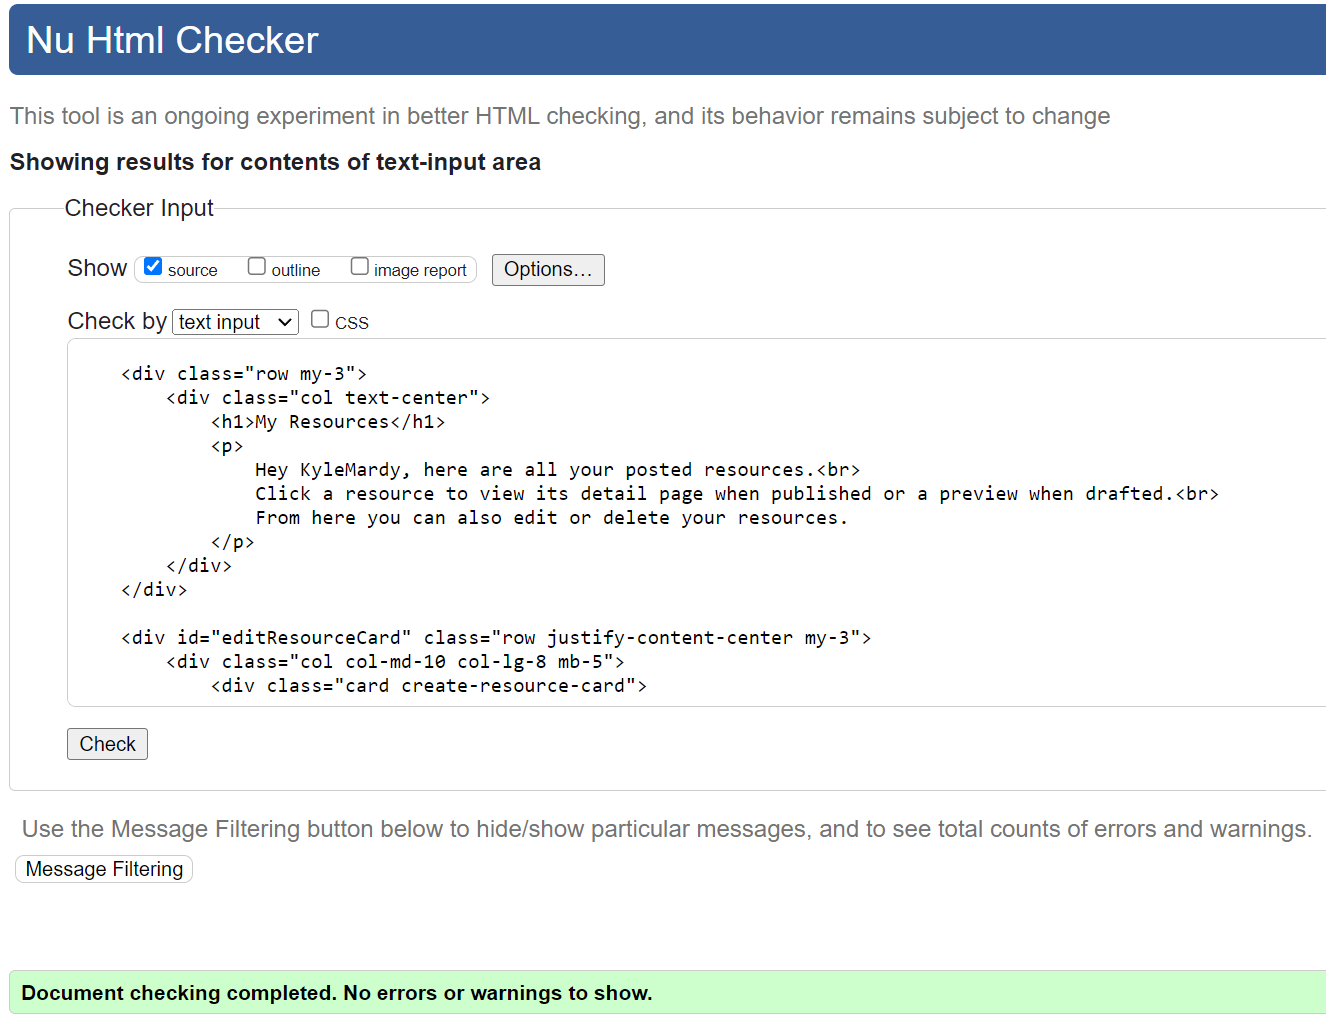 Nu Html Checker
This tool is an ongoing experiment in better HTML checking, and its behavior remains subject to change
Showing results for contents of text-input area
Checker Input
Show source outline image report Options...
Check by text input CSS
<div class="row my-3">
<div class="col text-center">
<h1>My Resources</h1>
<p>
Hey KyleMardy, here are all your posted resources.<br>
Click a resource to view its detail page when published or a preview when drafted.<br>
From here you can also edit or delete your resources.
</p>
</div>
</div>
<div id="editResourceCard" class="row justify-content-center my-3">
<div class="col col-md-10 col-lg-8 mb-5">
<div class="card create-resource-card">
Check
Use the Message Filtering button below to hide/show particular messages, and to see total counts of errors and warnings.
Message Filtering
Document checking completed. No errors or warnings to show.